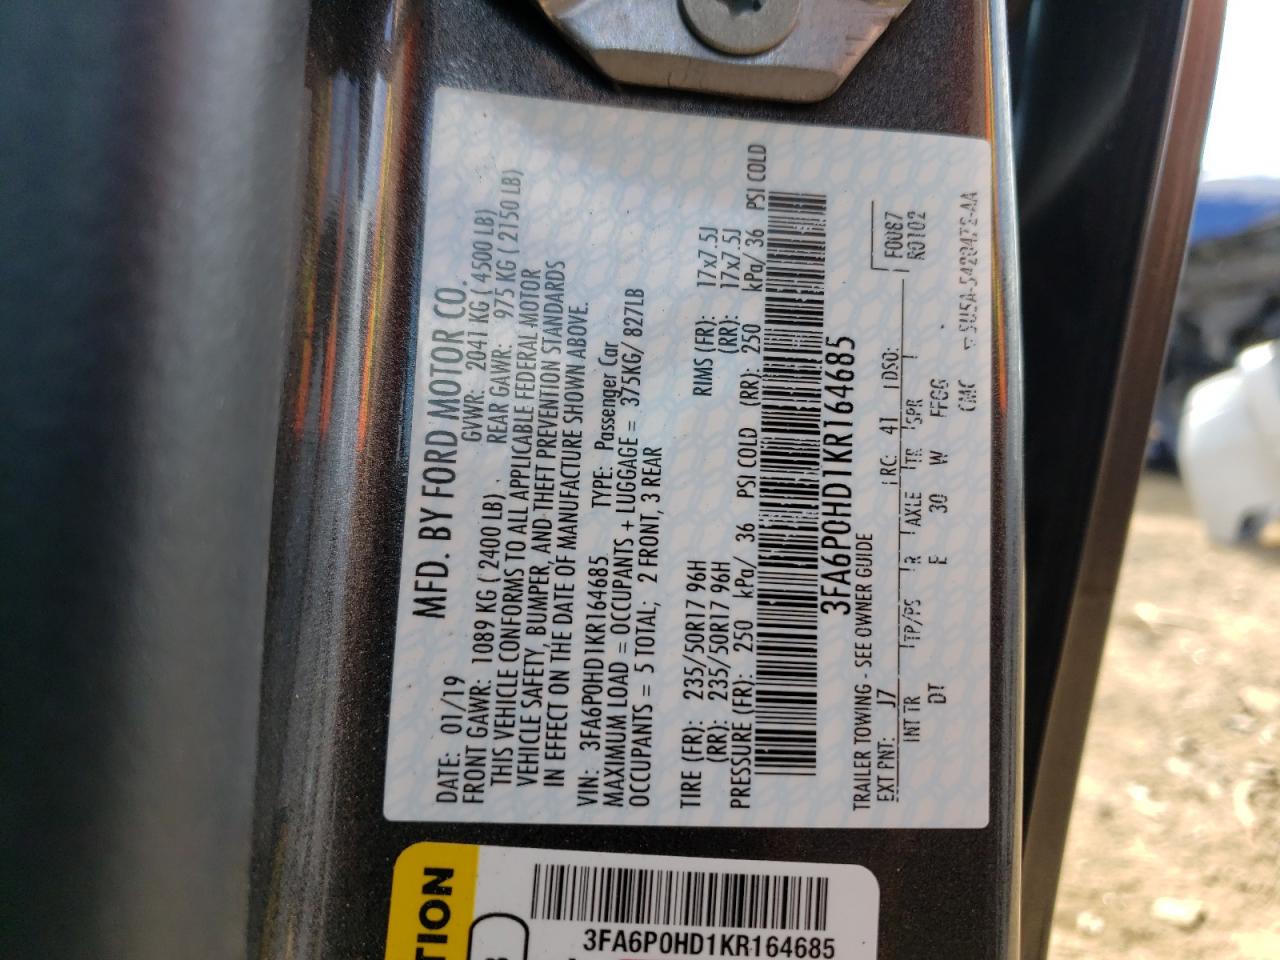 MFD. BY FORD MOTOR CO.
DATE: 01/19 GVWR: 2041 KG ( 4500 LB)
FRONT GAWR: 1089 KG ( 2400 LB) REAR GAWR: 975 KG ( 2150 LB)
THIS VEHICLE CONFORMS TO ALL APPLICABLE FEDERAL MOTOR
VEHICLE SAFETY, BUMPER, AND THEFT PREVENTION STANDARDS
IN EFFECT ON THE DATE OF MANUFACTURE SHOWN ABOVE.
VIN: 3FA6P0HD1KR164685 TYPE: Passenger Car
MAXIMUM LOAD = OCCUPANTS + LUGGAGE = 375KG/ 827LB
OCCUPANTS = 5 TOTAL, 2 FRONT, 3 REAR
TIRE (FR): 235/50R17 96H RIMS (FR): 17x7.5J
(RR): 235/50R17 96H (RR): 17x7.5J
PRESSURE (FR): 250 kPa/ 36 PSI COLD (RR): 250 kPa/ 36 PSI COLD
3FA6P0HD1KR164685
TRAILER TOWING - SEE OWNER GUIDE F0087
EXT PNT: J7 RC: 41 DSO: R0102
INT TR TP/PS R AXLE TR SPR
DT E 30 W FFGG
3FA6P0HD1KR164685